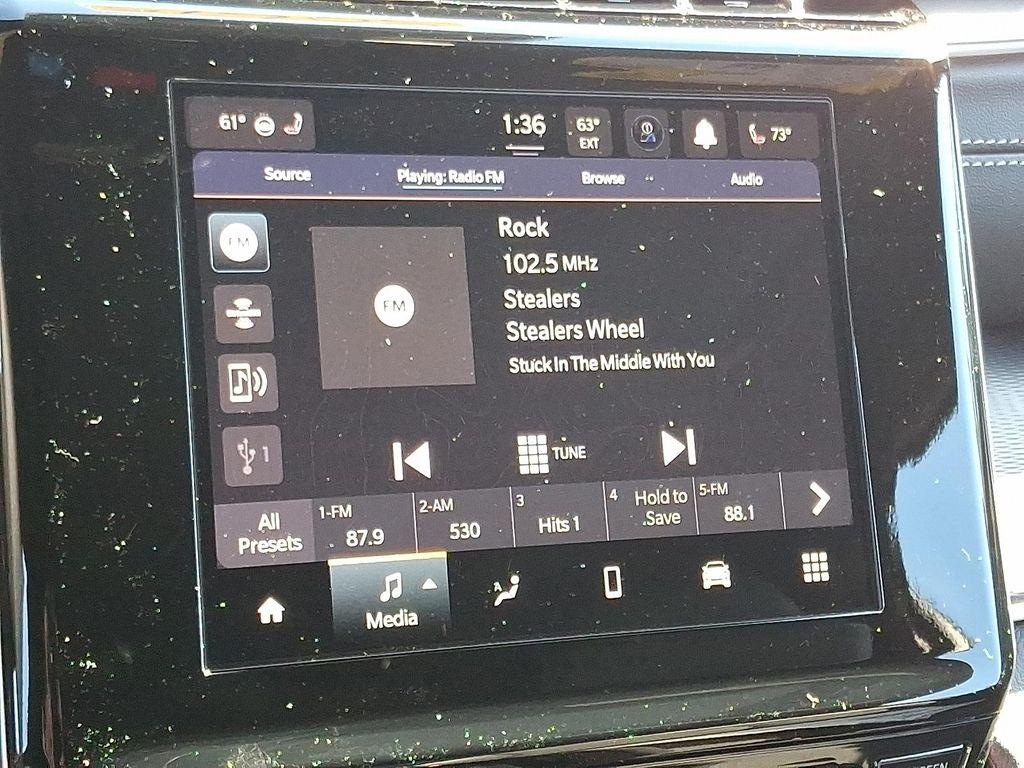 61°
1:36
63°
EXT
73°
Source
Playing: Radio FM
Browse
Audio
FM
FM
Rock
102.5 MHz
Stealers
Stealers Wheel
Stuck In The Middle With You
1
TUNE
All
Presets
1-FM
87.9
2-AM
530
3
Hits 1
4
Hold to
Save
5-FM
88.1
Media
A